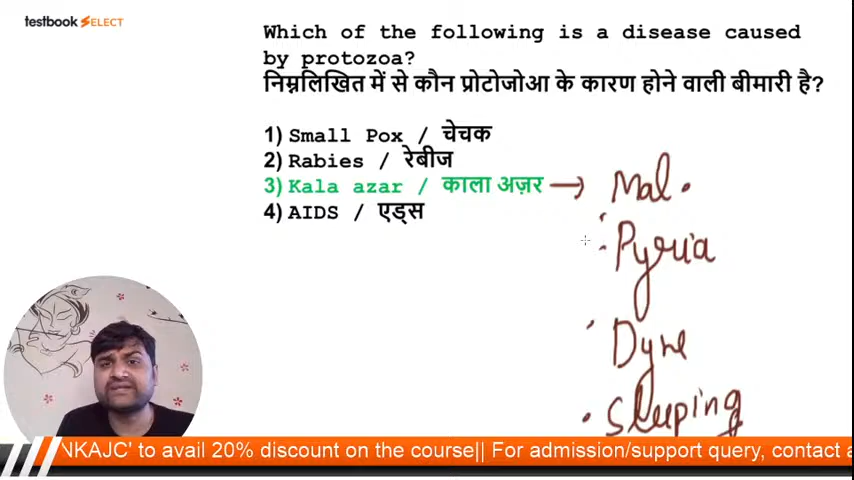 testbook SELECT
Which of the following is a disease caused
by protozoa?
निम्नलिखित में से कौन प्रोटोजोआ के कारण होने वाली बीमारी है?
1) Small Pox / चेचक
2) Rabies / रेबीज
3) Kala azar / काला अज़र → Mal.
4) AIDS / एड्स
Pyria
Dyne
Sleeping
NKAJC' to avail 20% discount on the course|| For admission/support query, contact a